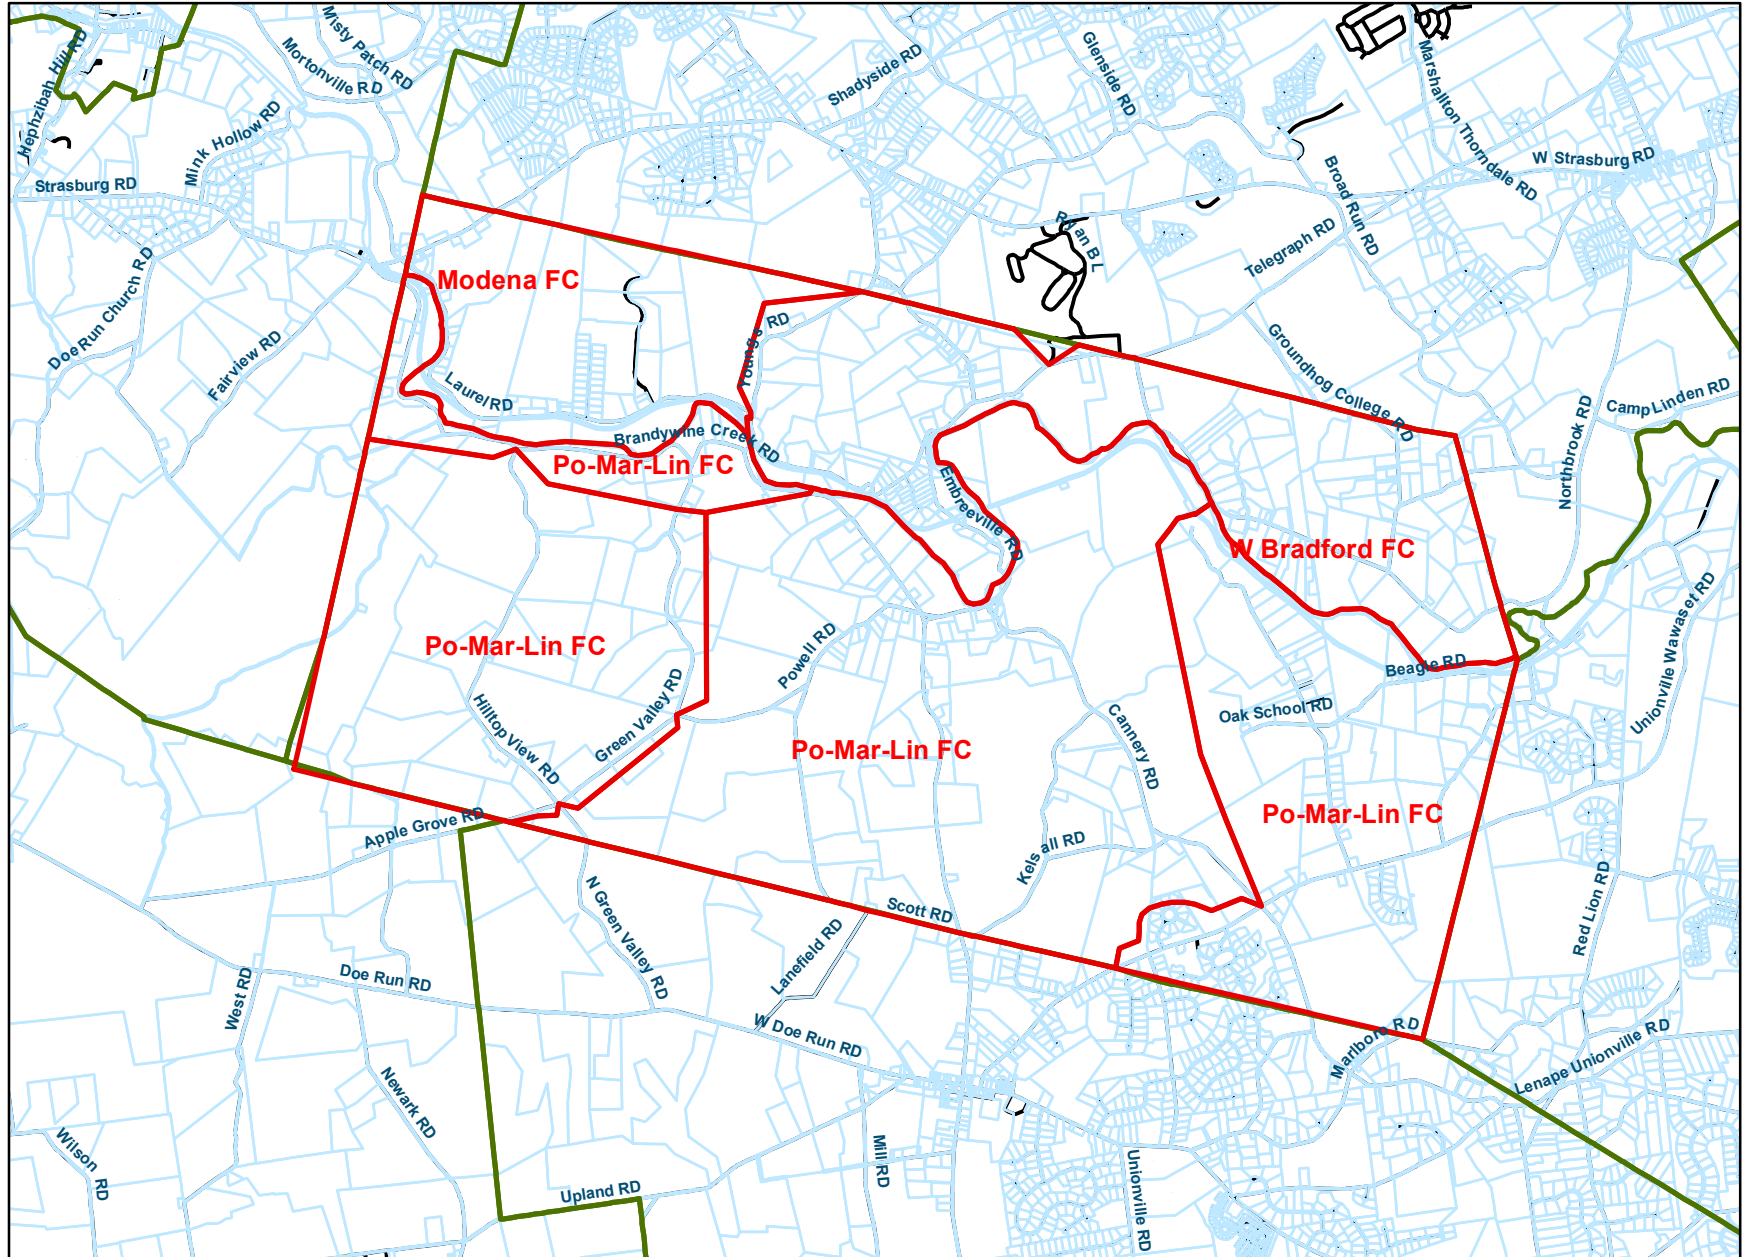 Misty Patch RD
Mortonville RD
Hephzibah Hill RD
Mink Hollow RD
Strasburg RD
Shadyside RD
Glenside RD
Marshallton Thorndale RD
W Strasburg RD
Broad Run RD
Telegraph RD
Doe Run Church RD
Fairview RD
Modena FC
Youngs RD
Laurel RD
Brandywine Creek RD
Po-Mar-Lin FC
Groundhog College RD
Camp Linden RD
Northbrook RD
Embreeville RD
W Bradford FC
Unionville Wawaset RD
Po-Mar-Lin FC
Powell RD
Beagle RD
Oak School RD
Hilltop View RD
Green Valley RD
Po-Mar-Lin FC
Cannery RD
Po-Mar-Lin FC
Apple Grove RD
Kelsall RD
N Green Valley RD
Scott RD
Lanefield RD
Red Lion RD
West RD
Doe Run RD
W Doe Run RD
Marlboro RD
Lenape Unionville RD
Newark RD
Wilson RD
Mill RD
Unionville RD
Upland RD